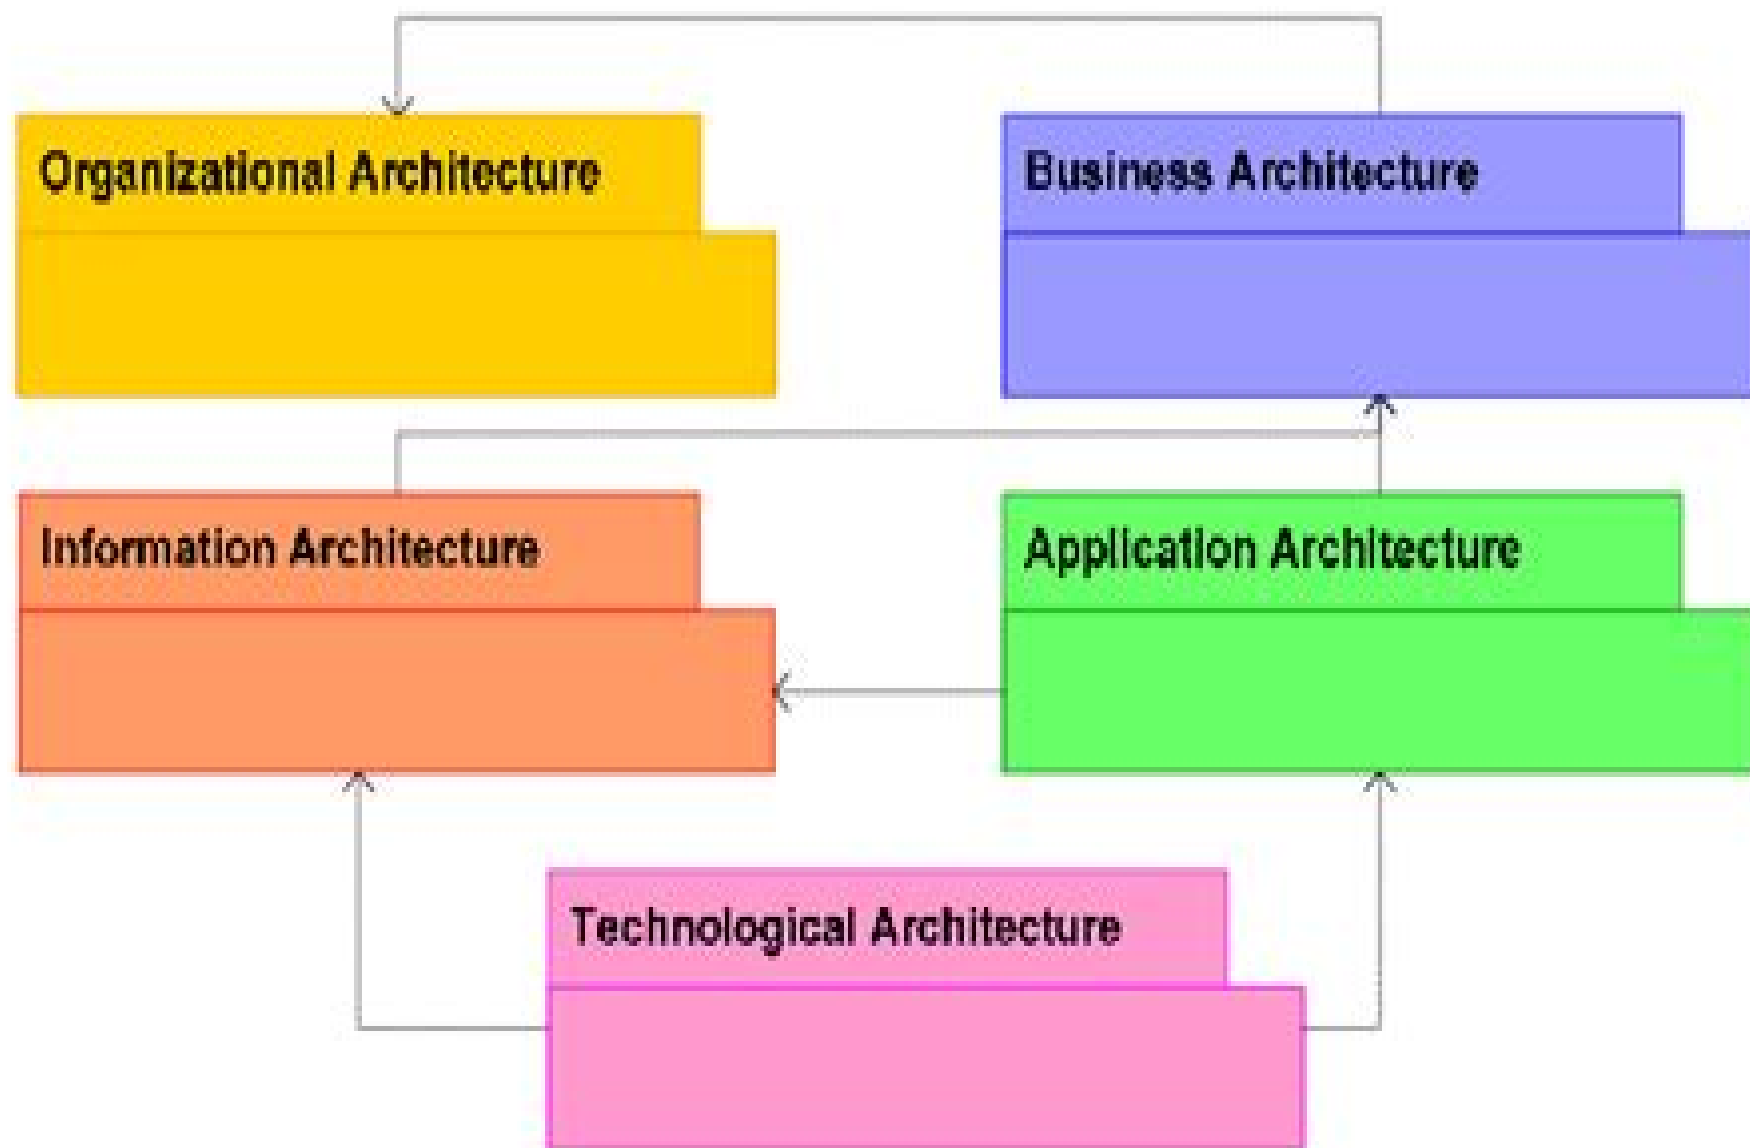 Organizational Architecture
Business Architecture
Information Architecture
Application Architecture
Technological Architecture